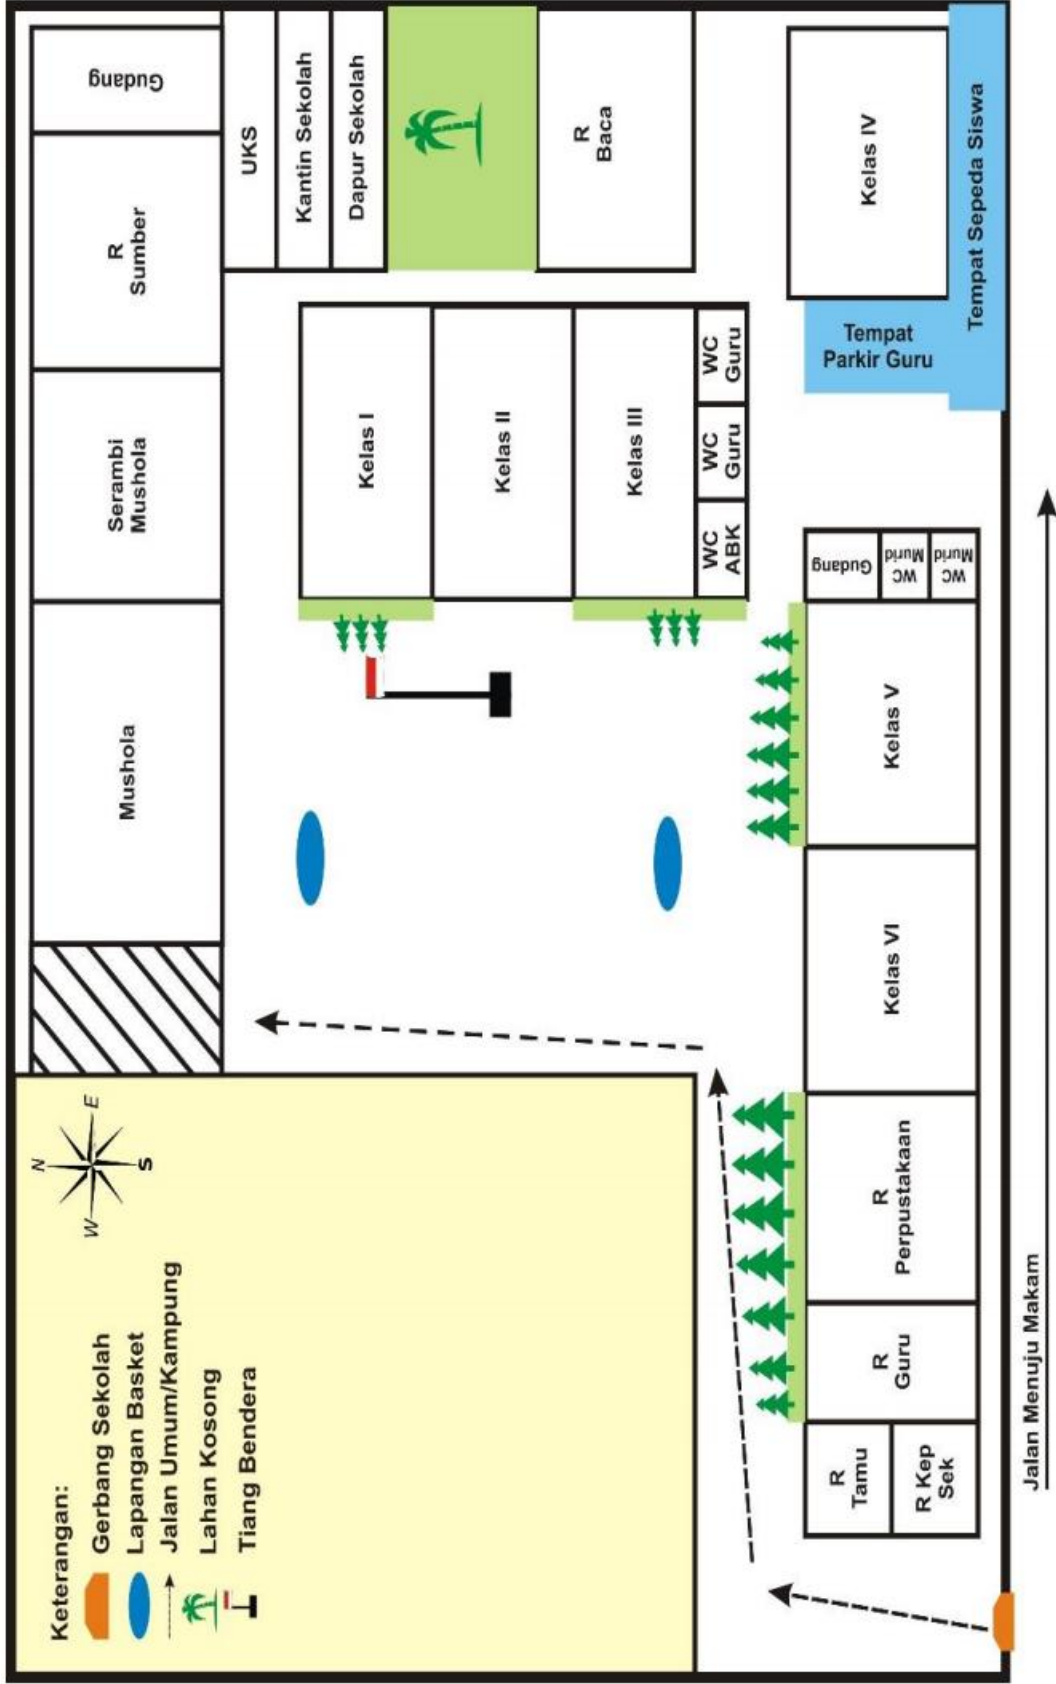 Gudang
R
Sumber
Serambi
Mushola
Mushola
UKS
Kantin Sekolah
Dapur Sekolah
R
Baca
Kelas IV
Tempat Sepeda Siswa
Tempat
Parkir Guru
Kelas I
Kelas II
Kelas III
WC
Guru
WC
Guru
WC
ABK
Gudang
WC
Murid
WC
Murid
Kelas V
Kelas VI
R
Perpustakaan
R
Guru
R
Tamu
R Kep
Sek
Jalan Menuju Makam
N
E
S
W
Keterangan:
Gerbang Sekolah
Lapangan Basket
Jalan Umum/Kampung
Lahan Kosong
Tiang Bendera